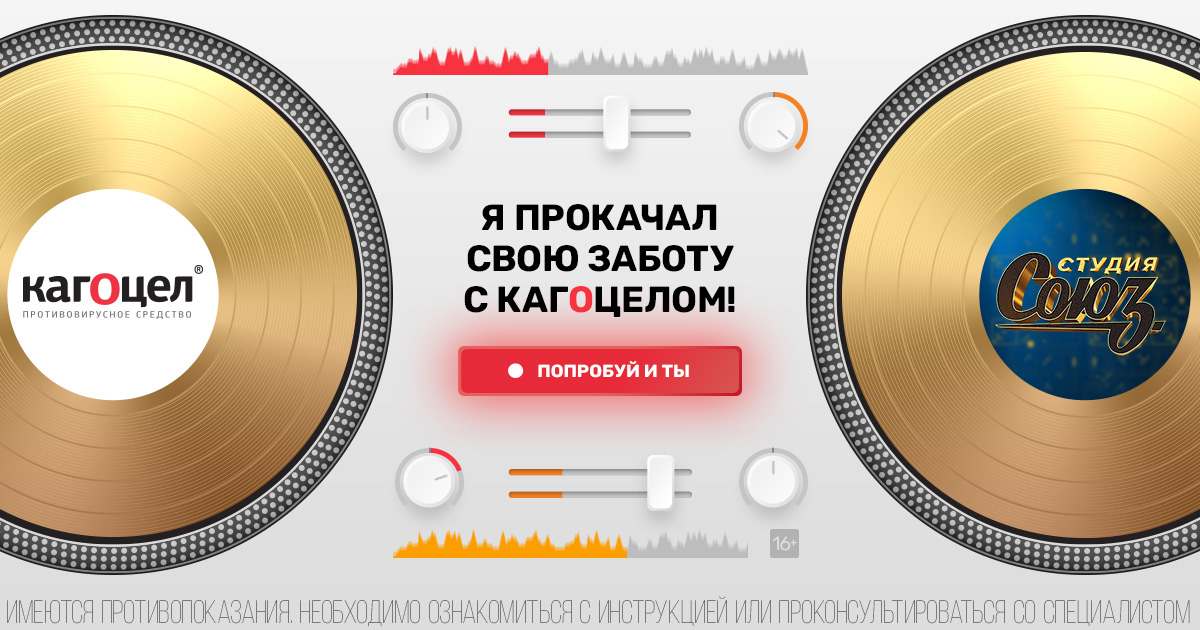 Я ПРОКАЧАЛ
СВОЮ ЗАБОТУ
С КАГОЦЕЛОМ!
ПОПРОБУЙ И ТЫ
кагоцел®
ПРОТИВОВИРУСНОЕ СРЕДСТВО
СТУДИЯ
Союз
16+
ИМЕЮТСЯ ПРОТИВОПОКАЗАНИЯ. НЕОБХОДИМО ОЗНАКОМИТЬСЯ С ИНСТРУКЦИЕЙ ИЛИ ПРОКОНСУЛЬТИРОВАТЬСЯ СО СПЕЦИАЛИСТОМ